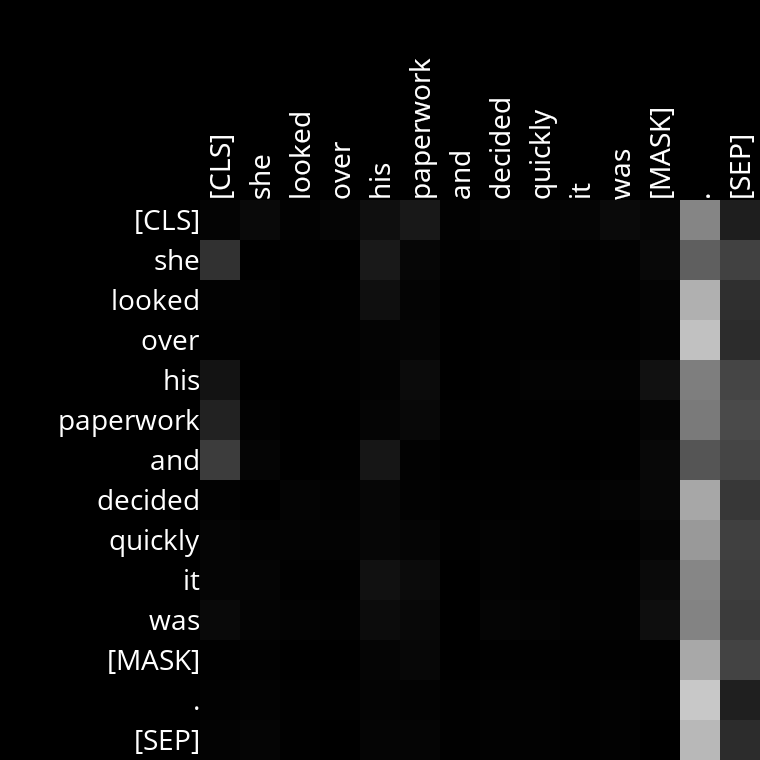 [CLS]
she
looked
over
his
paperwork
and
decided
quickly
it
was
[MASK]
.
[SEP]
[CLS]
she
looked
over
his
paperwork
and
decided
quickly
it
was
[MASK]
.
[SEP]